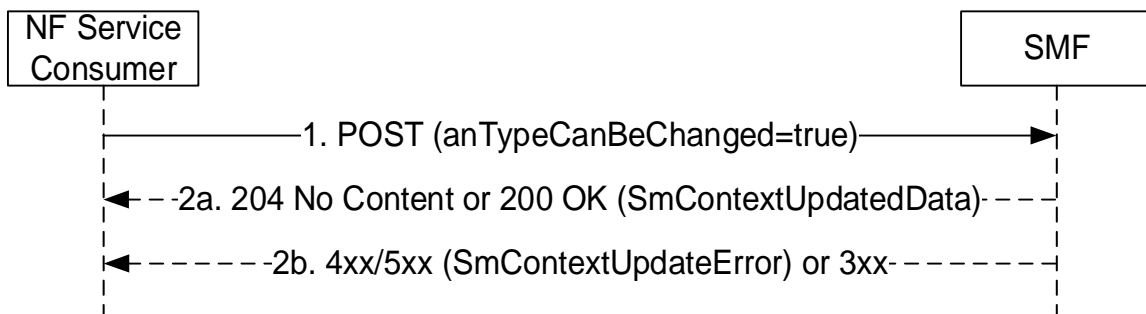 NF Service
Consumer
SMF
1. POST (anTypeCanBeChanged=true)
2a. 204 No Content or 200 OK (SmContextUpdatedData)
2b. 4xx/5xx (SmContextUpdateError) or 3xx